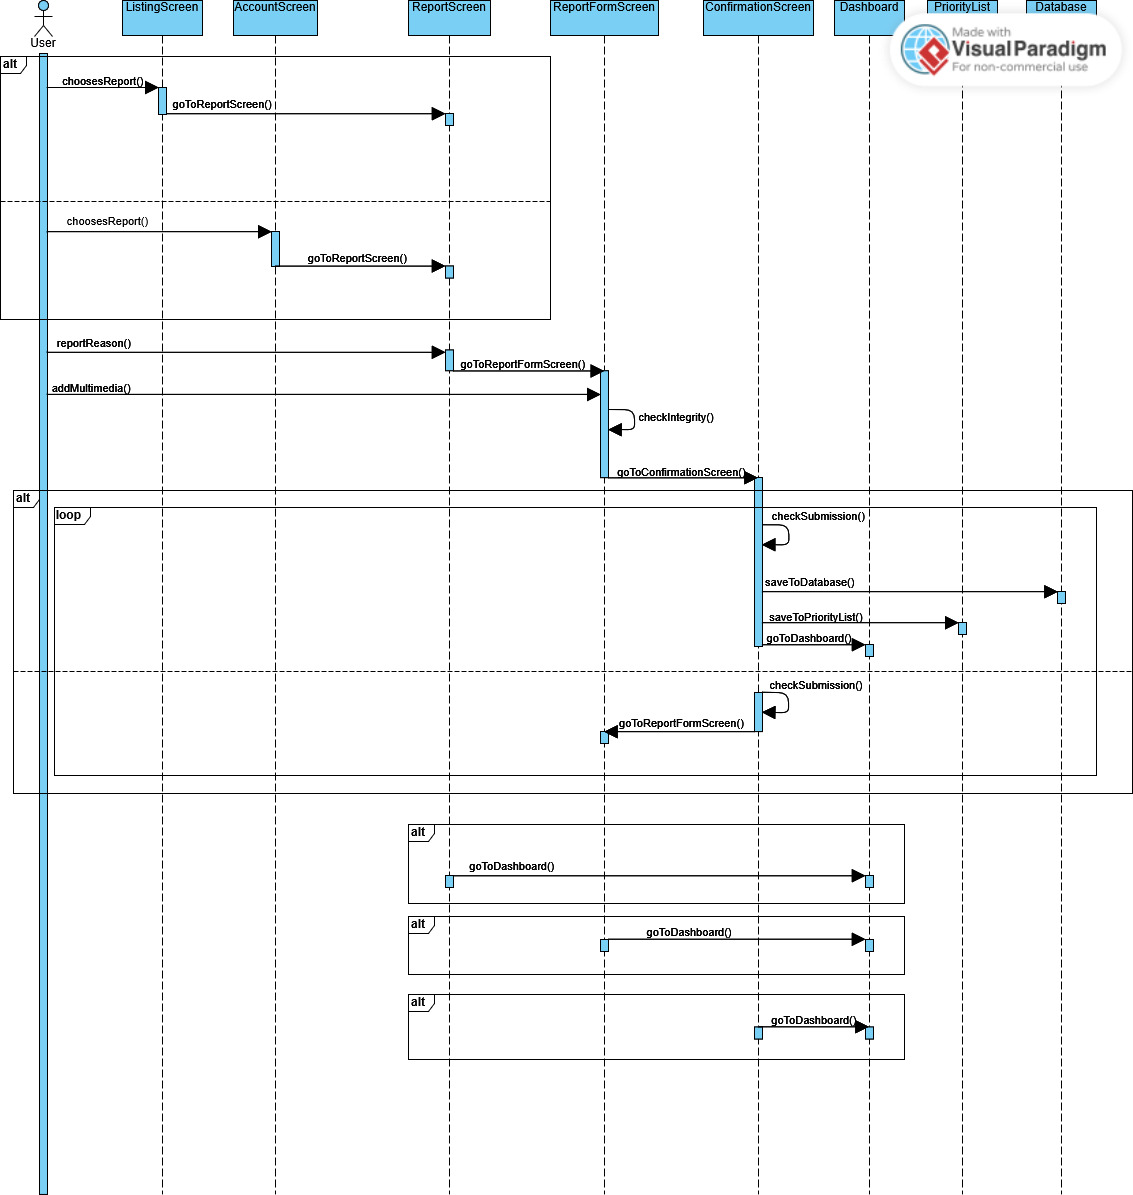 ListingScreen
AccountScreen
ReportScreen
ReportFormScreen
ConfirmationScreen
Dashboard
PriorityList
Database
User
Made with
Visual Paradigm
For non-commercial use
alt
choosesReport()
goToReportScreen()
choosesReport()
goToReportScreen()
reportReason()
goToReportFormScreen()
addMultimedia()
checkIntegrity()
goToConfirmationScreen()
alt
loop
checkSubmission()
saveToDatabase()
saveToPriorityList()
goToDashboard()
checkSubmission()
goToReportFormScreen()
alt
goToDashboard()
alt
goToDashboard()
alt
goToDashboard()